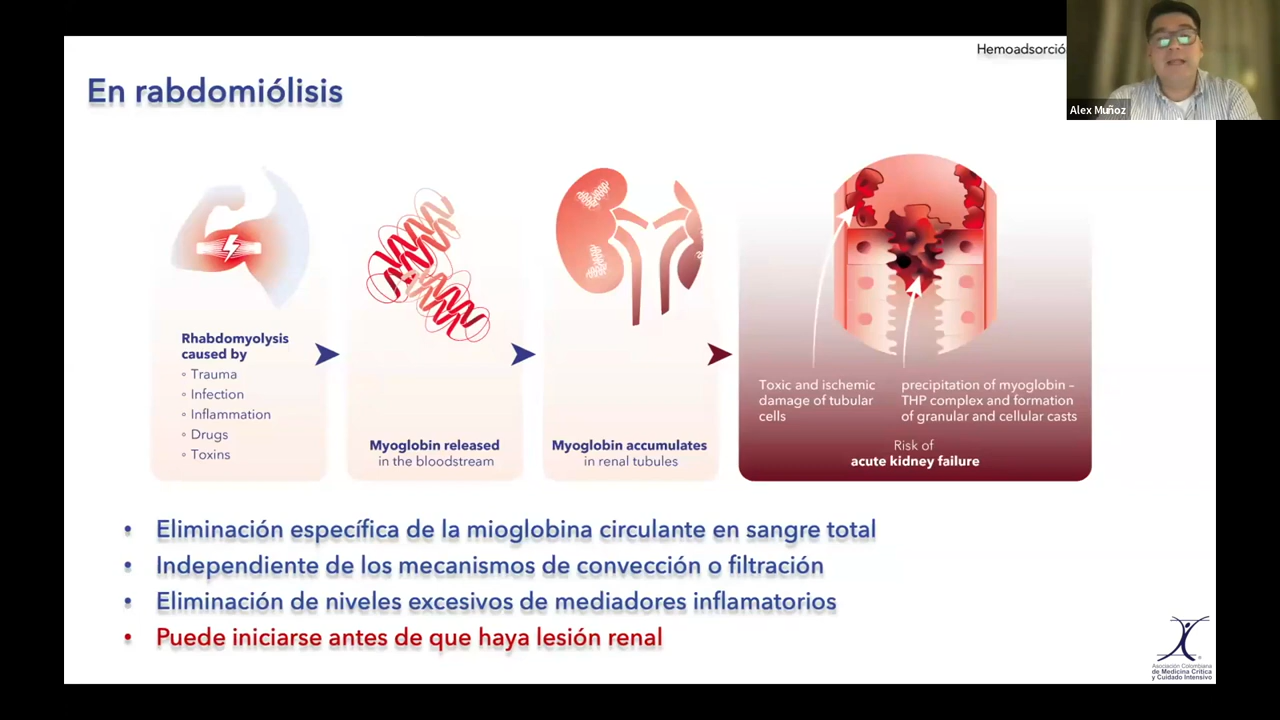 Hemoadsorció
Alex Muñoz
En rabdomiólisis
Rhabdomyolysis
caused by
◦ Trauma
◦ Infection
◦ Inflammation
◦ Drugs
◦ Toxins
Myoglobin released
in the bloodstream
Myoglobin accumulates
in renal tubules
Toxic and ischemic
damage of tubular
cells
precipitation of myoglobin –
THP complex and formation
of granular and cellular casts
Risk of
acute kidney failure
• Eliminación específica de la mioglobina circulante en sangre total
• Independiente de los mecanismos de convección o filtración
• Eliminación de niveles excesivos de mediadores inflamatorios
• Puede iniciarse antes de que haya lesión renal
Asociación Colombiana
de Medicina Crítica
y Cuidado Intensivo